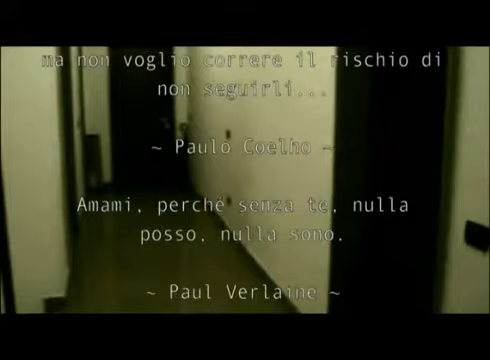 ma non voglio correre il rischio di
non seguirli...
~ Paulo Coelho ~
Amami, perchè senza te, nulla
posso, nulla sono.
~ Paul Verlaine ~